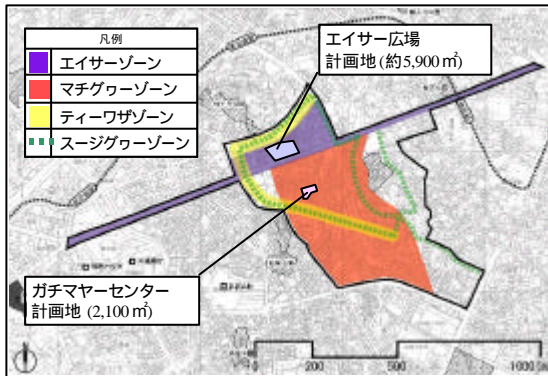 凡例
エイサーゾーン
マチグヮーゾーン
ティーワザゾーン
スージグヮーゾーン
エイサー広場
計画地(約5,900㎡)
ガチマヤーセンター
計画地 (2,100㎡)
0 200 500 1000